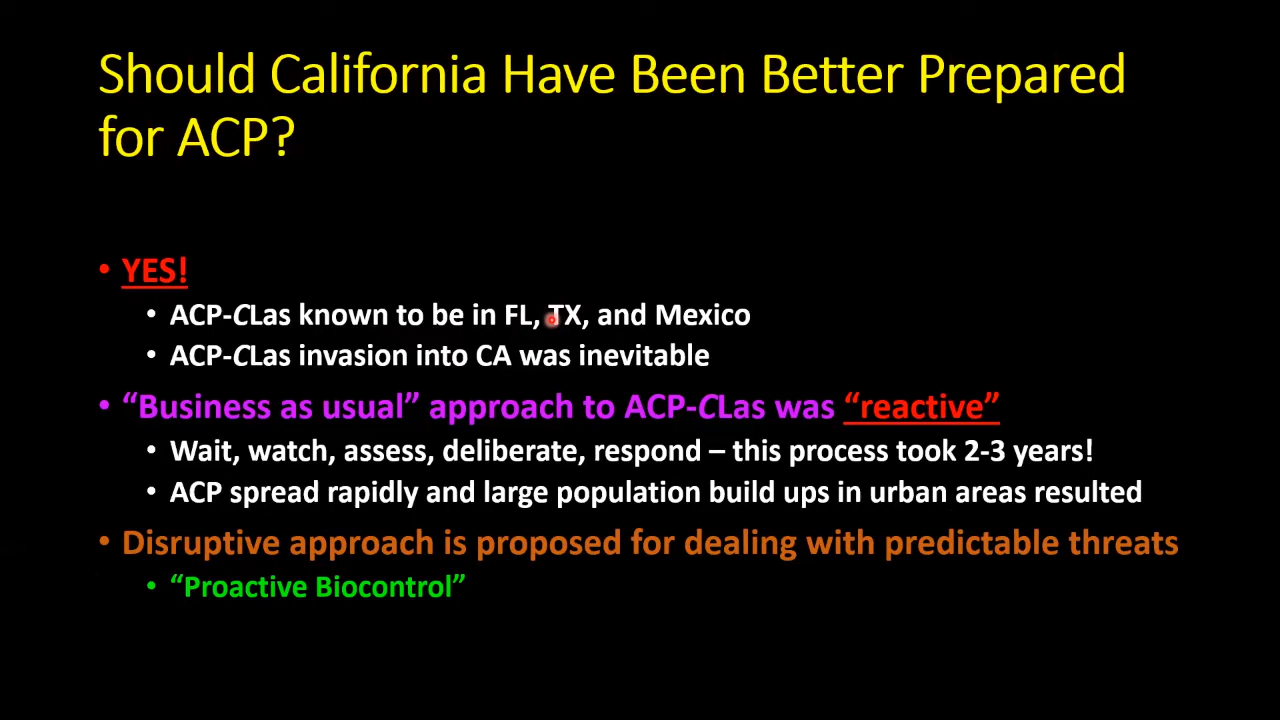 Should California Have Been Better Prepared
for ACP?
• YES!
• ACP-CLas known to be in FL, TX, and Mexico
• ACP-CLas invasion into CA was inevitable
• “Business as usual” approach to ACP-CLas was “reactive”
• Wait, watch, assess, deliberate, respond – this process took 2-3 years!
• ACP spread rapidly and large population build ups in urban areas resulted
• Disruptive approach is proposed for dealing with predictable threats
• “Proactive Biocontrol”